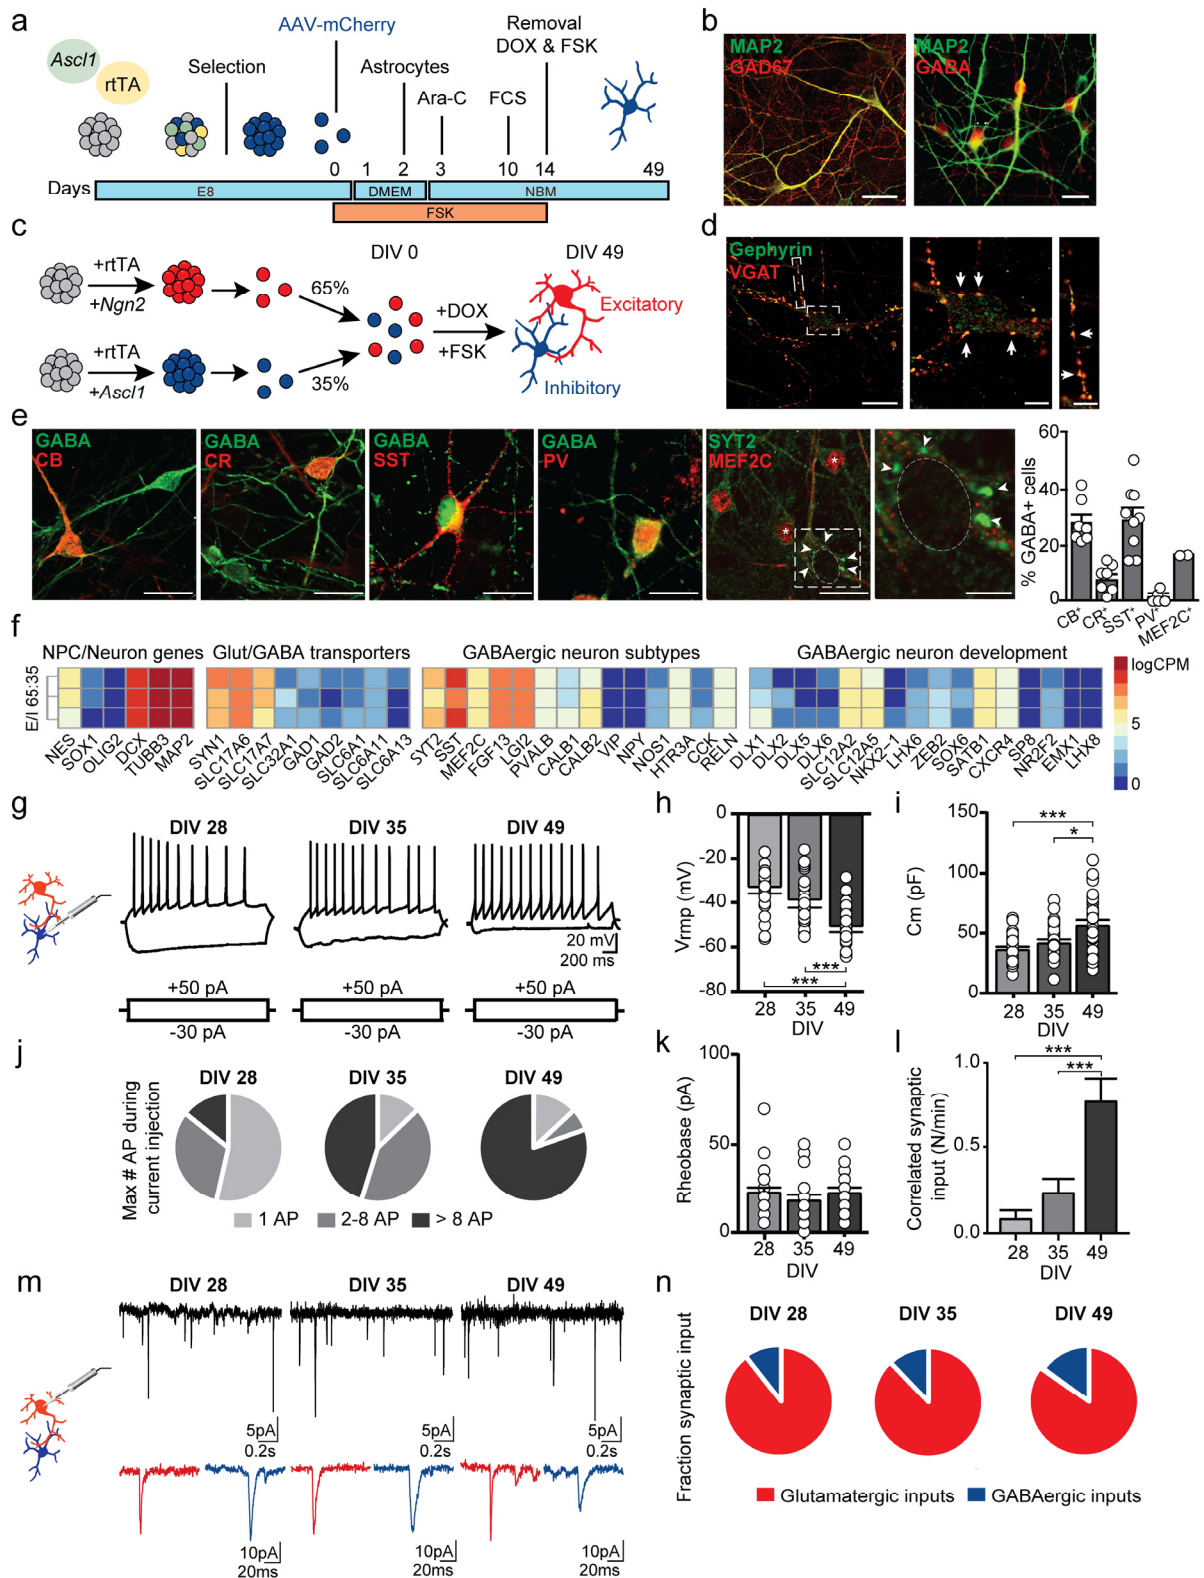 a
Ascl1
rtTA
Selection
AAV-mCherry
Astrocytes
Ara-C
FCS
Removal
DOX & FSK
0 1 2 3 10 14 49
Days
E8
DMEM
NBM
FSK
b
MAP2
GAD67
MAP2
GABA
c
DIV 0
DIV 49
+rtTA
+Ngn2
65%
+DOX
+FSK
Excitatory
+rtTA
+Ascl1
35%
Inhibitory
d
Gephyrin
VGAT
e
GABA
CB
GABA
CR
GABA
SST
GABA
PV
SYT2
MEF2C
*
*
% GABA+ cells
60
40
20
0
CB+
CR+
SST+
PV+
MEF2C+
f
NPC/Neuron genes
Glut/GABA transporters
GABAergic neuron subtypes
GABAergic neuron development
logCPM
5
0
E/I 65:35
NES
SOX1
OLIG2
DCX
TUBB3
MAP2
SYN1
SLC17A6
SLC17A7
SLC32A1
GAD1
GAD2
SLC6A1
SLC6A11
SLC6A13
SYT2
SST
MEF2C
FGF13
LGI2
PVALB
CALB1
CALB2
VIP
NPY
NOS1
HTR3A
CCK
RELN
DLX1
DLX2
DLX5
DLX6
SLC12A2
SLC12A5
NKX2-1
LHX6
ZEB2
SOX6
SATB1
CXCR4
SP8
NR2F2
EMX1
LHX8
g
DIV 28
DIV 35
DIV 49
20 mV
200 ms
+50 pA
-30 pA
+50 pA
-30 pA
+50 pA
-30 pA
h
Vrmp (mV)
0
-20
-40
-60
-80
***
***
28 35 49
DIV
i
Cm (pF)
150
100
50
0
***
*
28 35 49
DIV
j
Max # AP during
current injection
DIV 28
DIV 35
DIV 49
1 AP
2-8 AP
> 8 AP
k
Rheobase (pA)
100
50
0
28 35 49
DIV
l
Correlated synaptic
input (N/min)
1.0
0.5
0.0
***
***
28 35 49
DIV
m
DIV 28
DIV 35
DIV 49
5pA
0.2s
5pA
0.2s
5pA
0.2s
10pA
20ms
10pA
20ms
10pA
20ms
n
Fraction synaptic input
DIV 28
DIV 35
DIV 49
Glutamatergic inputs
GABAergic inputs